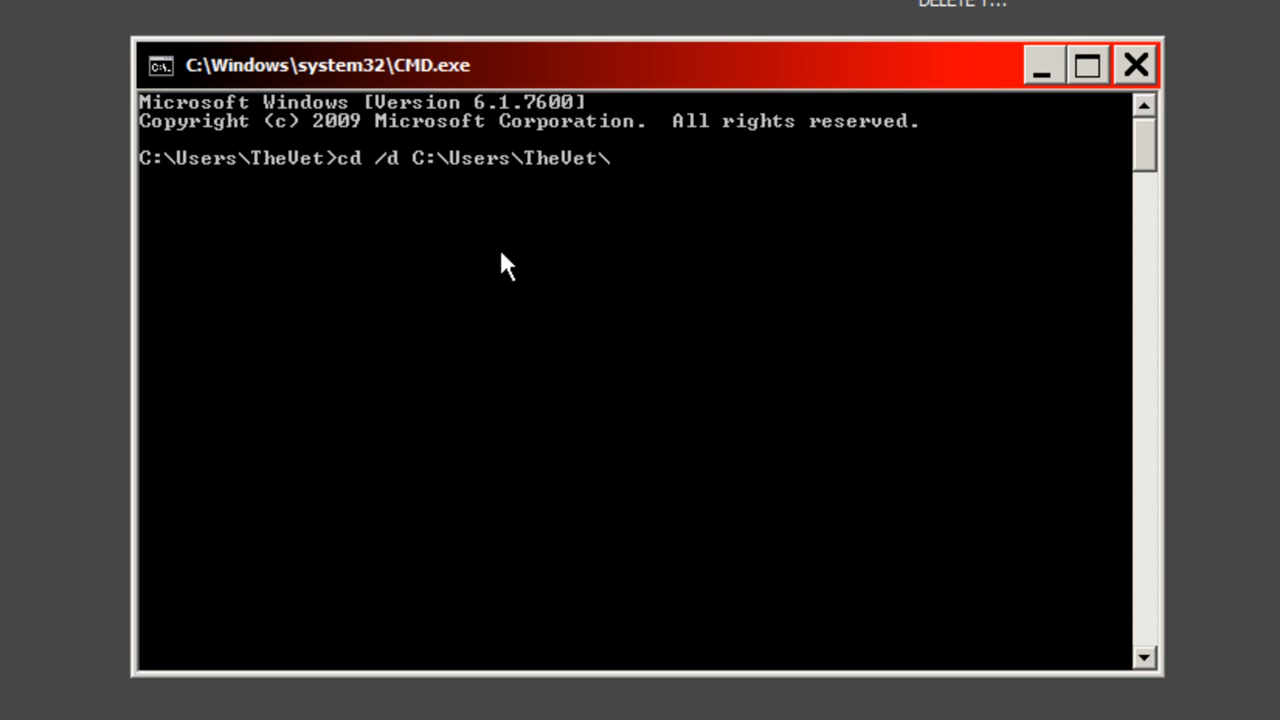 DELETE T...
C:\Windows\system32\CMD.exe
Microsoft Windows [Version 6.1.7600]
Copyright (c) 2009 Microsoft Corporation.  All rights reserved.
C:\Users\TheVet>cd /d C:\Users\TheVet\